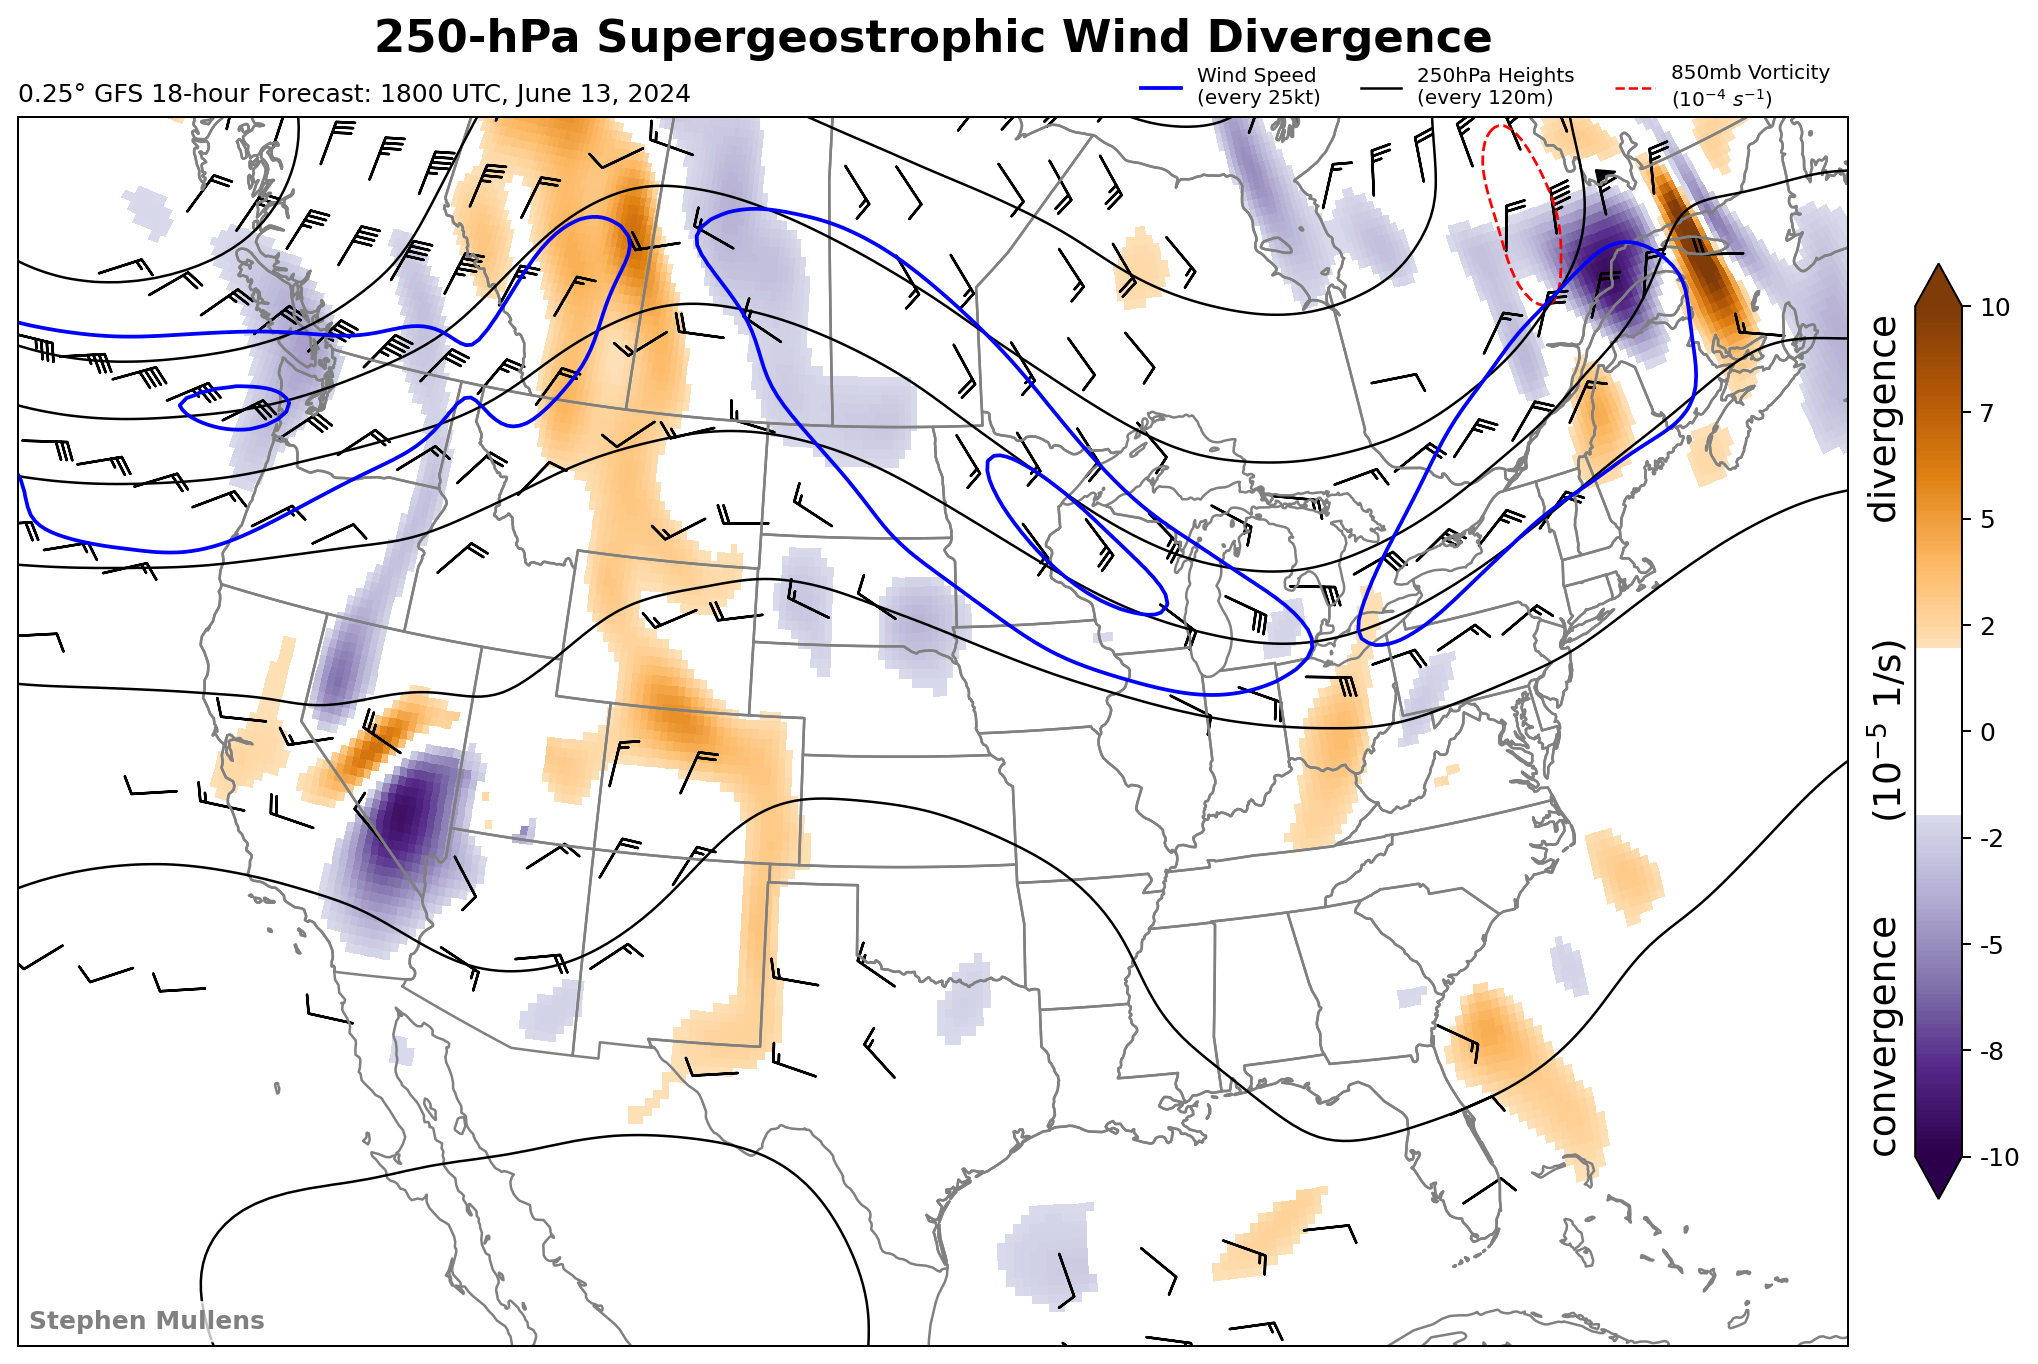 250-hPa Supergeostrophic Wind Divergence
0.25° GFS 18-hour Forecast: 1800 UTC, June 13, 2024
Wind Speed
(every 25kt)
250hPa Heights
(every 120m)
850mb Vorticity
(10⁻⁴ s⁻¹)
10
7
5
2
0
-2
-5
-8
-10
convergence (10⁻⁵ 1/s) divergence
Stephen Mullens